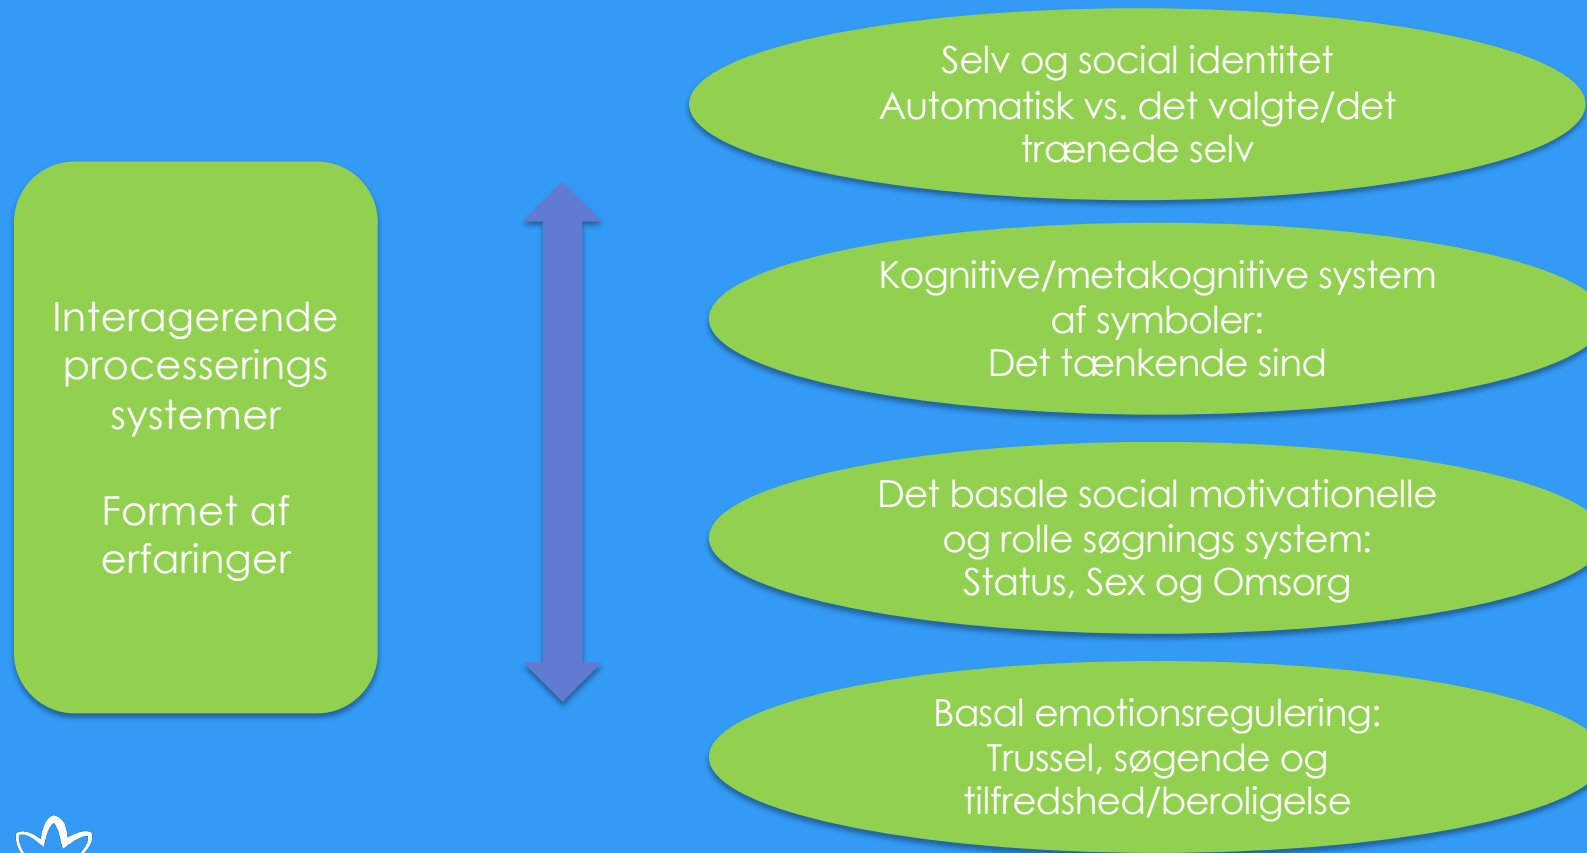 Interagerende
processerings
systemer
Formet af
erfaringer
Selv og social identitet
Automatisk vs. det valgte/det
trænede selv
Kognitive/metakognitive system
af symboler:
Det tænkende sind
Det basale social motivationelle
og rolle søgnings system:
Status, Sex og Omsorg
Basal emotionsregulering:
Trussel, søgende og
tilfredshed/beroligelse